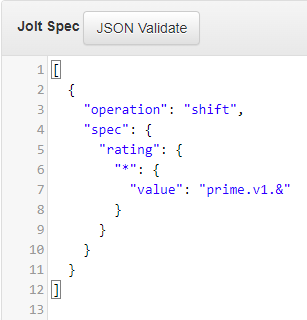 Jolt Spec JSON Validate
1 [
2 {
3 "operation": "shift",
4 "spec": {
5 "rating": {
6 "*": {
7 "value": "prime.v1.&"
8 }
9 }
10 }
11 }
12 ]
13